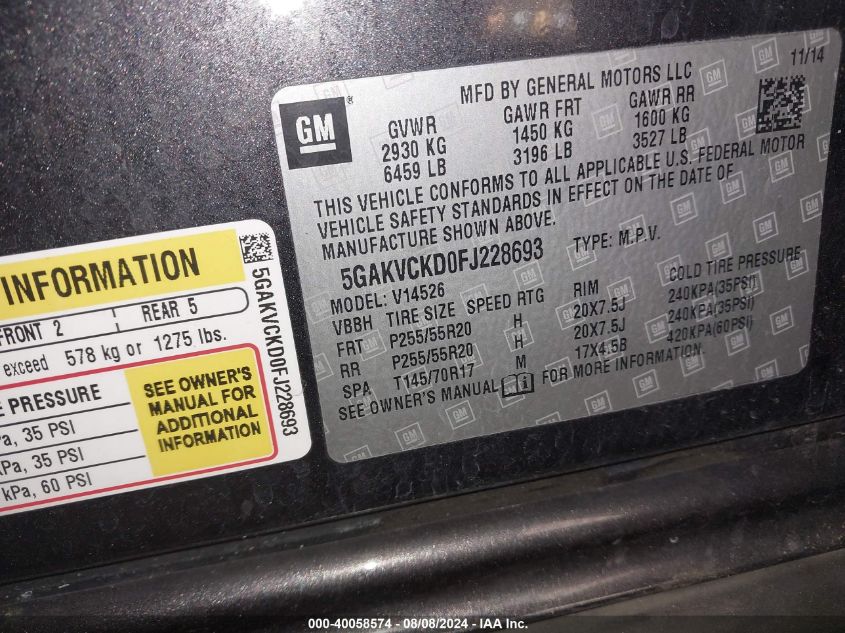 GM
®
MFD BY GENERAL MOTORS LLC
11/14
GVWR GAWR FRT GAWR RR
2930 KG 1450 KG 1600 KG
6459 LB 3196 LB 3527 LB
THIS VEHICLE CONFORMS TO ALL APPLICABLE U.S. FEDERAL MOTOR
VEHICLE SAFETY STANDARDS IN EFFECT ON THE DATE OF
MANUFACTURE SHOWN ABOVE.
5GAKVCKD0FJ228693 TYPE: M.P.V.
MODEL: V14526
VBBH TIRE SIZE SPEED RTG RIM COLD TIRE PRESSURE
FRT P255/55R20 H 20X7.5J 240KPA(35PSI)
RR P255/55R20 H 20X7.5J 240KPA(35PSI)
SPA T145/70R17 M 17X4.5B 420KPA(60PSI)
SEE OWNER'S MANUAL FOR MORE INFORMATION.
INFORMATION
FRONT 2 REAR 5
exceed 578 kg or 1275 lbs.
PRESSURE
35 PSI
35 PSI
kPa, 60 PSI
SEE OWNER'S
MANUAL FOR
ADDITIONAL
INFORMATION
5GAKVCKD0FJ228693
000-40058574 - 08/08/2024 - IAA Inc.